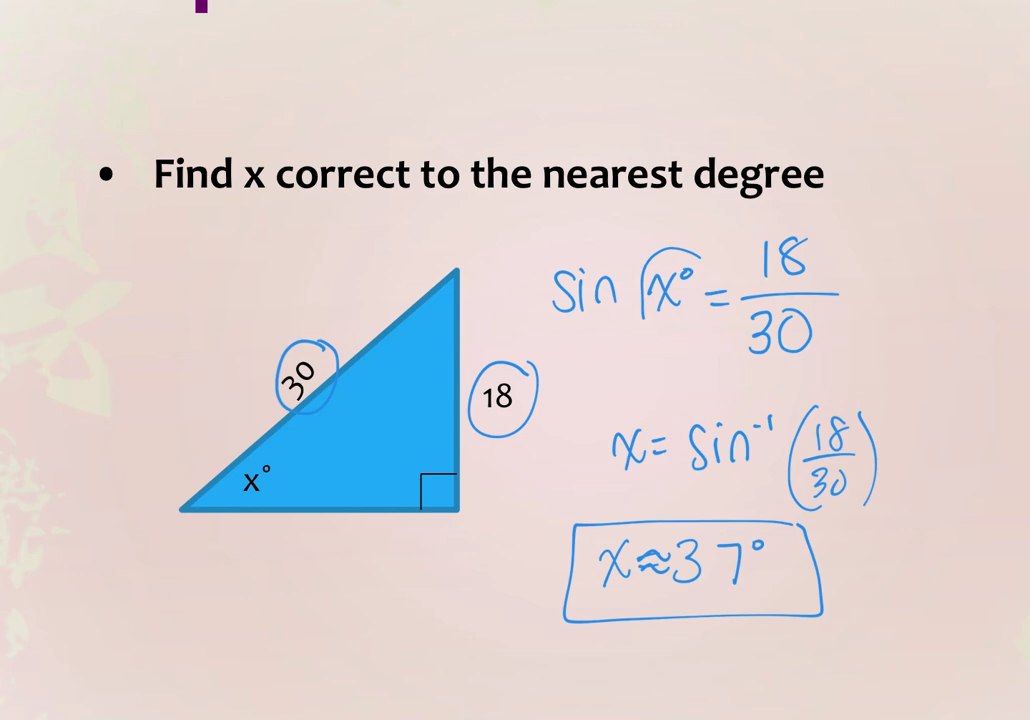 • Find x correct to the nearest degree
sin x° = 18/30
30
18
x = sin⁻¹ (18/30)
x°
x ≈ 37°